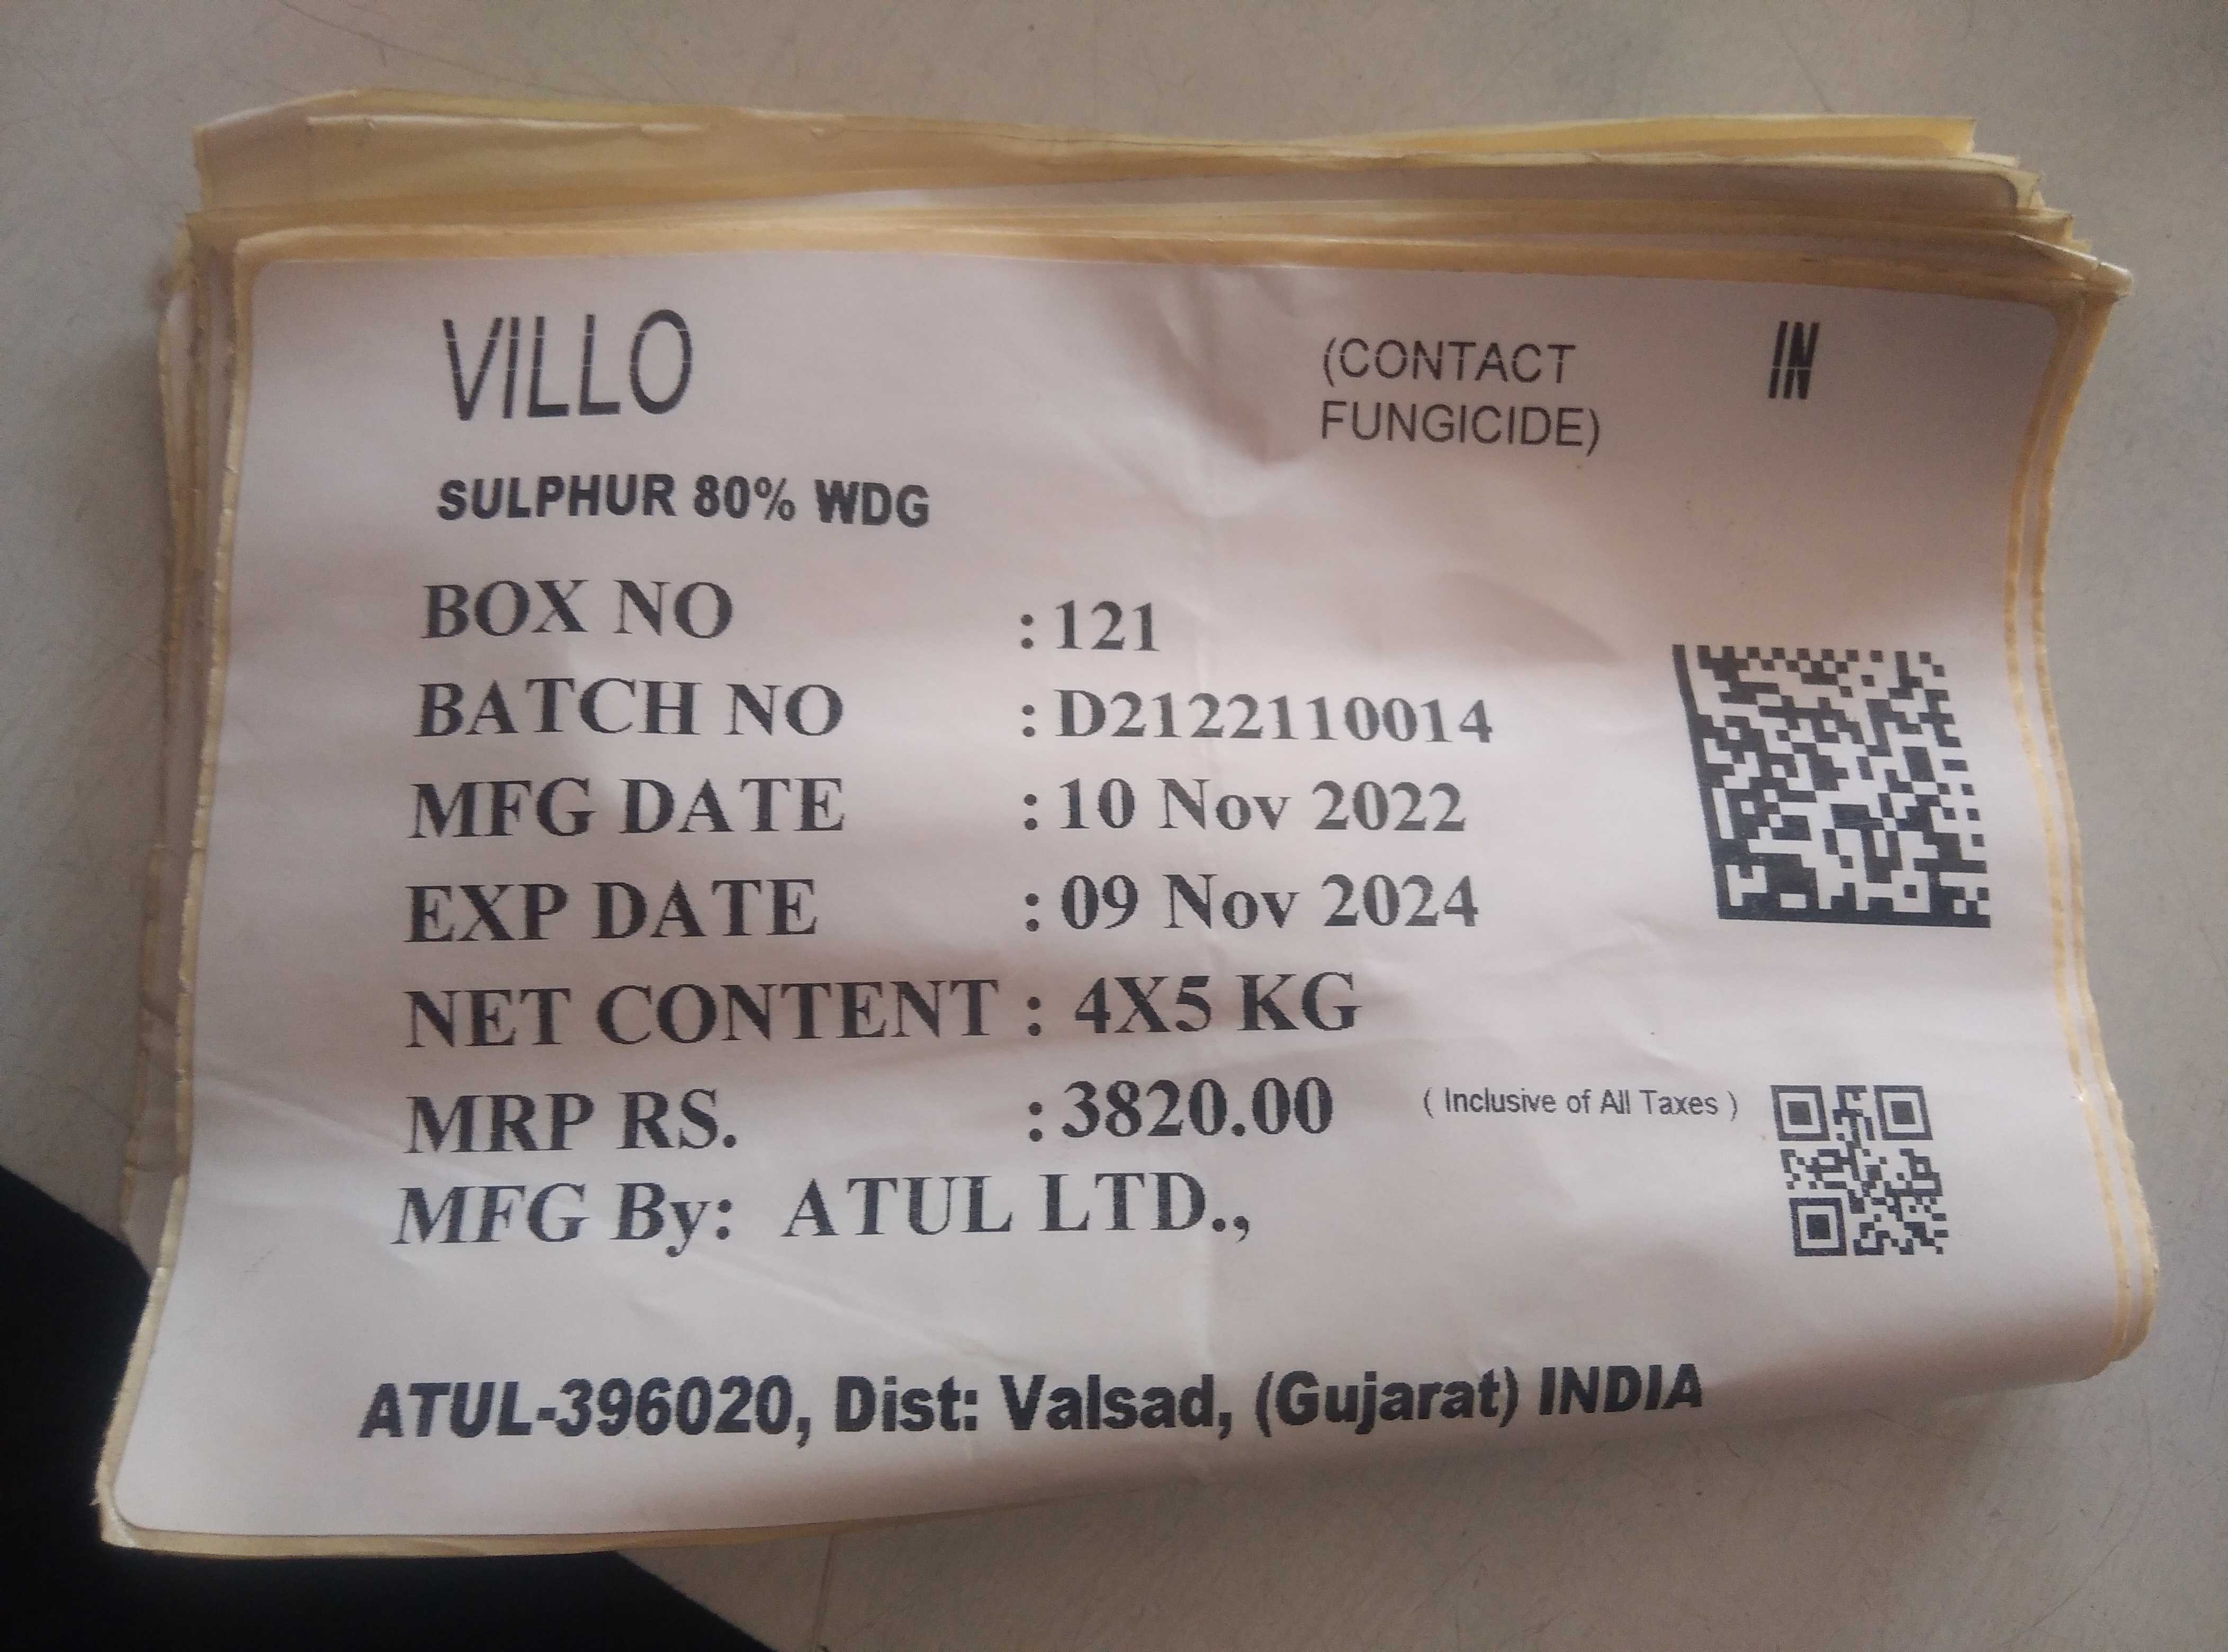 VILLO
(CONTACT
FUNGICIDE)
IN
SULPHUR 80% WDG
BOX NO : 121
BATCH NO : D2122110014
MFG DATE : 10 Nov 2022
EXP DATE : 09 Nov 2024
NET CONTENT : 4X5 KG
MRP RS. : 3820.00 ( Inclusive of All Taxes )
MFG By: ATUL LTD.,
ATUL-396020, Dist: Valsad, (Gujarat) INDIA